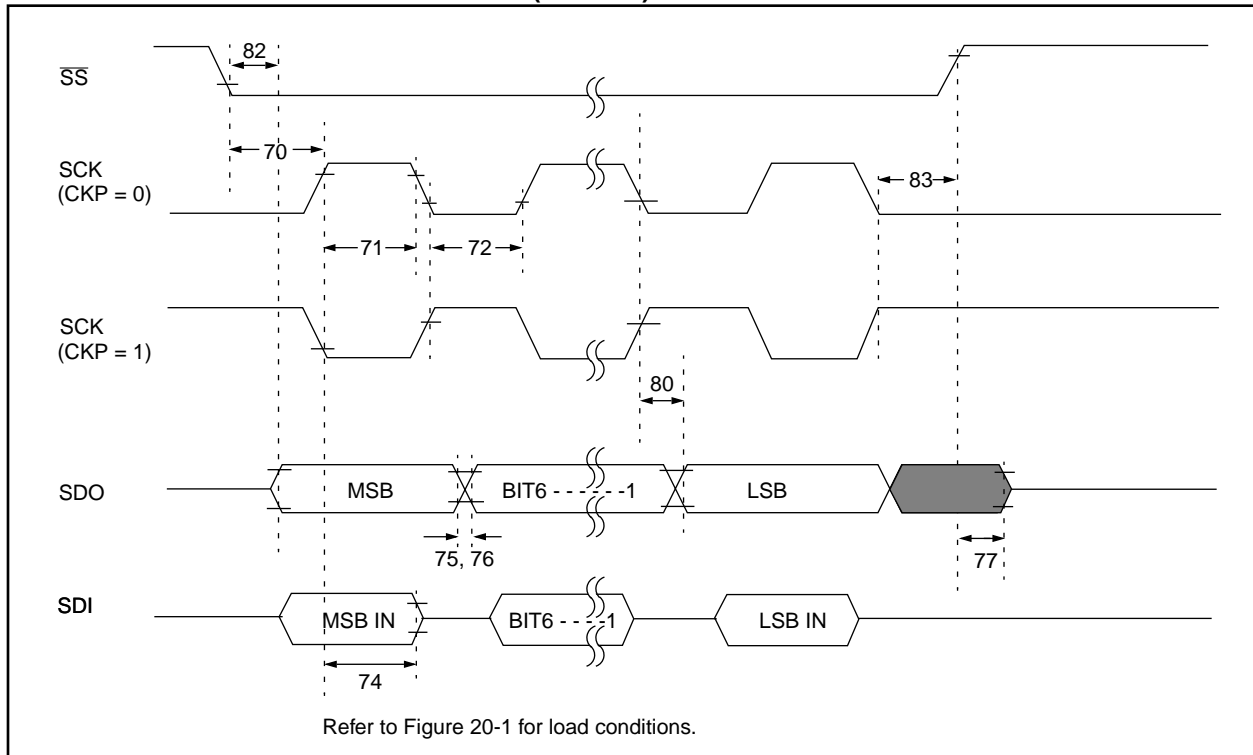 82
SS
70
SCK
(CKP = 0)
83
71
72
SCK
(CKP = 1)
80
SDO
MSB
BIT6 - - - - - -1
LSB
75, 76
77
SDI
MSB IN
BIT6 - - - -1
LSB IN
74
Refer to Figure 20-1 for load conditions.